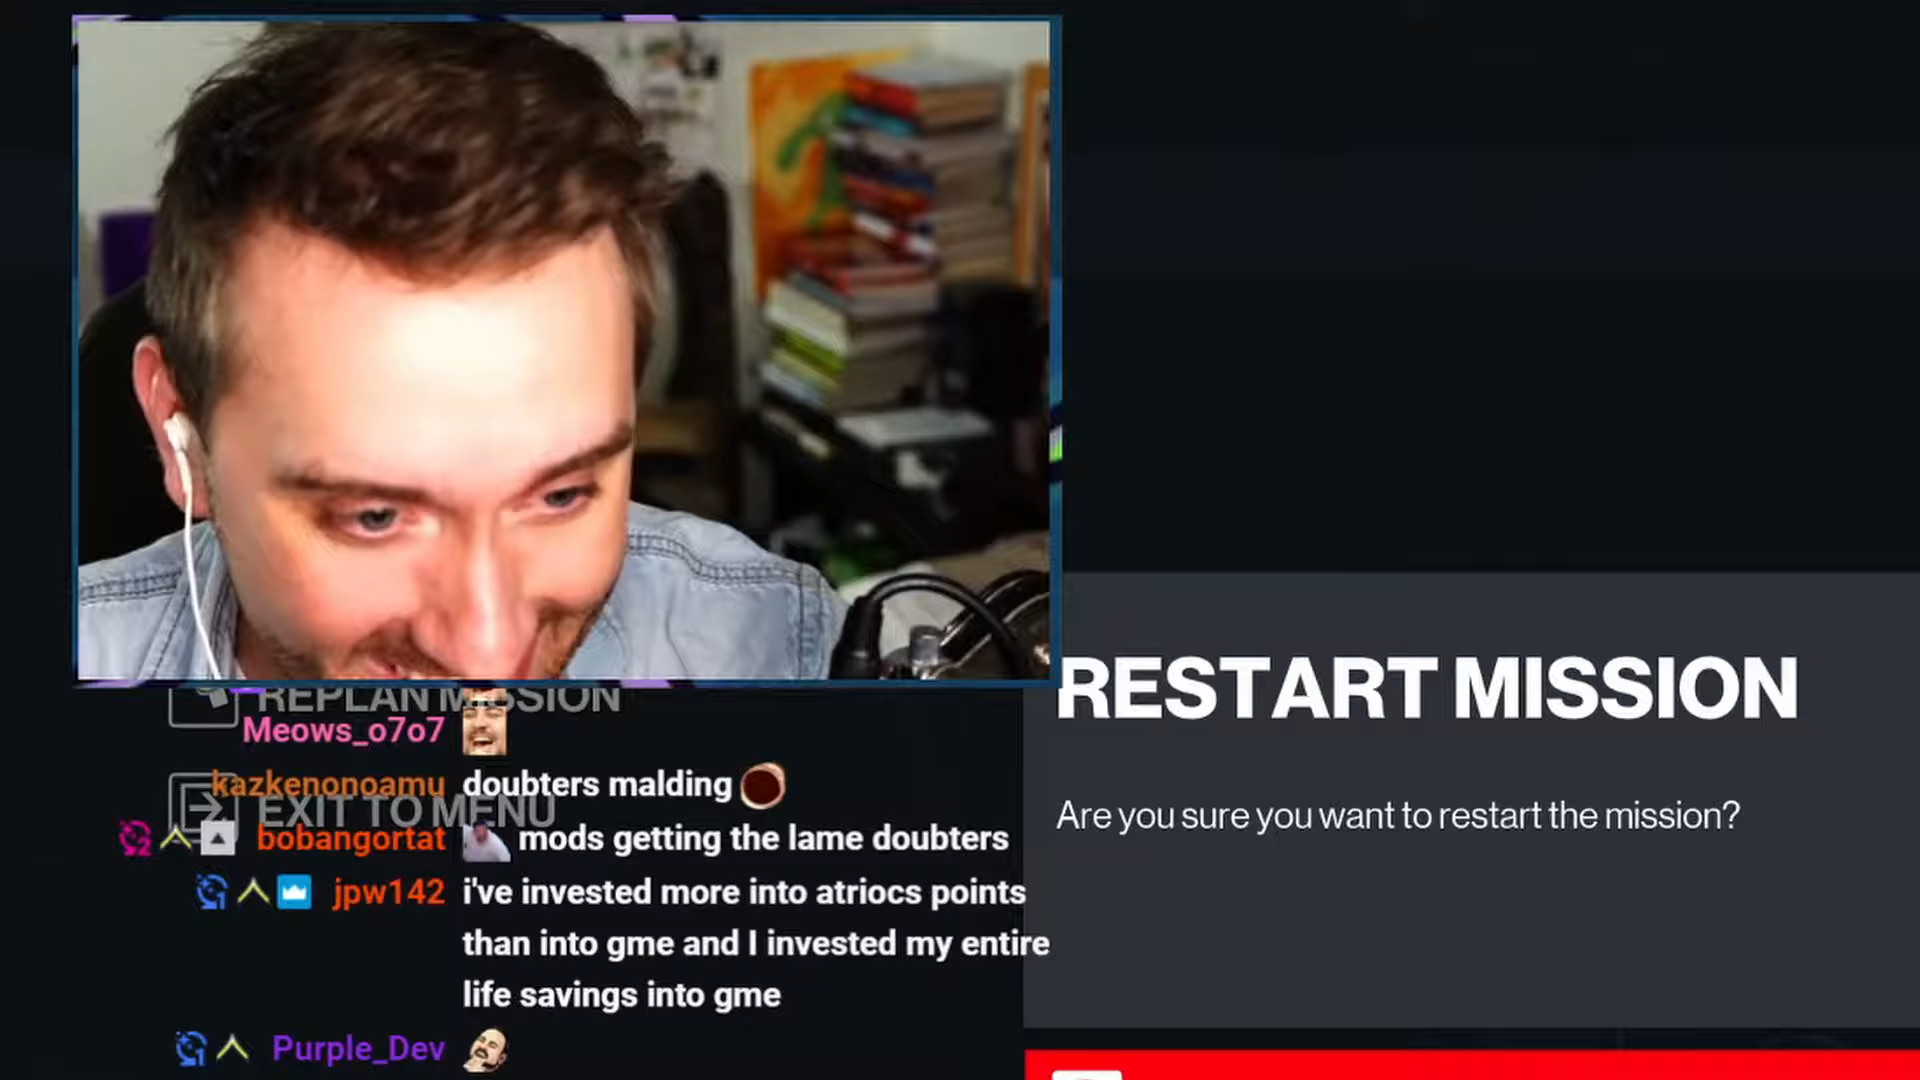 REPLAN MISSION
Meows_o7o7
kazkenonoamu doubters malding
EXIT TO MENU
bobangortat mods getting the lame doubters
jpw142 i've invested more into atriocs points
than into gme and I invested my entire
life savings into gme
Purple_Dev
RESTART MISSION
Are you sure you want to restart the mission?